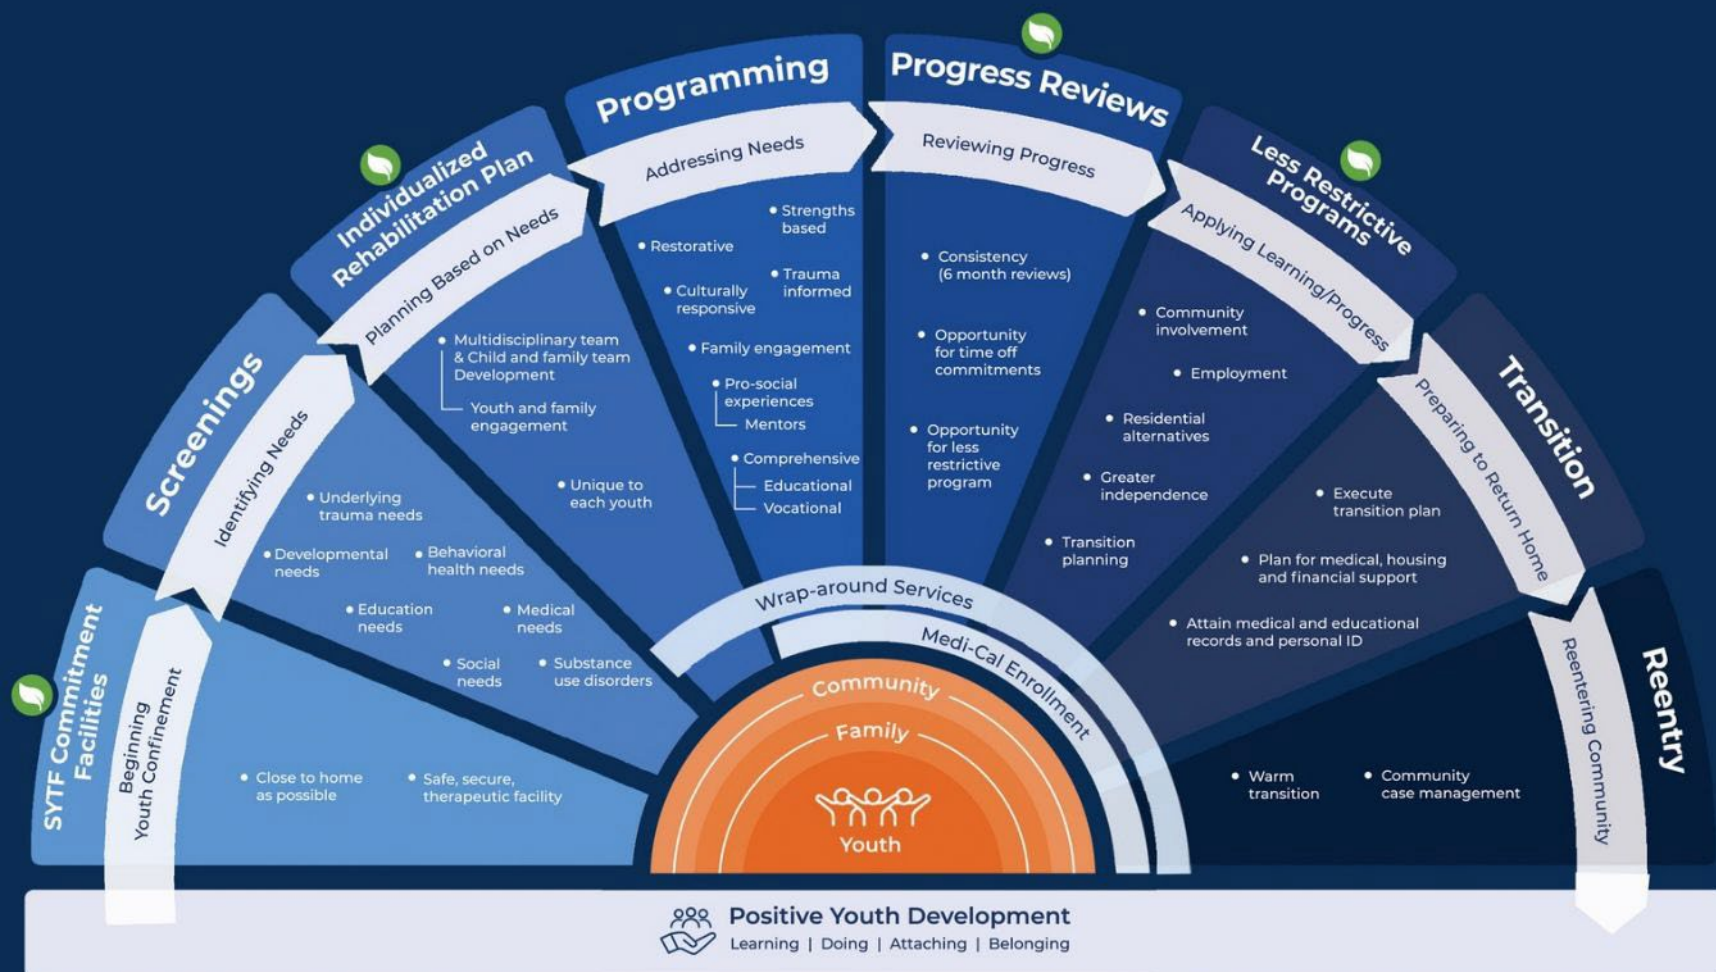 SYTF Commitment
Facilities
Beginning
Youth Confinement
Close to home
as possible
Safe, secure,
therapeutic facility
Screenings
Identifying Needs
Underlying
trauma needs
Developmental
needs
Behavioral
health needs
Education
needs
Medical
needs
Social
needs
Substance
use disorders
Individualized
Rehabilitation Plan
Planning Based on Needs
Multidisciplinary team
& Child and family team
Development
Youth and family
engagement
Unique to
each youth
Programming
Addressing Needs
Strengths
based
Restorative
Trauma
informed
Culturally
responsive
Family engagement
Pro-social
experiences
Mentors
Comprehensive
Educational
Vocational
Progress Reviews
Reviewing Progress
Consistency
(6 month reviews)
Opportunity
for time off
commitments
Opportunity
for less
restrictive
program
Less Restrictive
Programs
Applying Learning/Progress
Community
involvement
Employment
Residential
alternatives
Greater
independence
Transition
planning
Transition
Preparing to Return Home
Execute
transition plan
Plan for medical, housing
and financial support
Attain medical and educational
records and personal ID
Reentry
Reentering Community
Warm
transition
Community
case management
Wrap-around Services
Medi-Cal Enrollment
Community
Family
Youth
Positive Youth Development
Learning | Doing | Attaching | Belonging